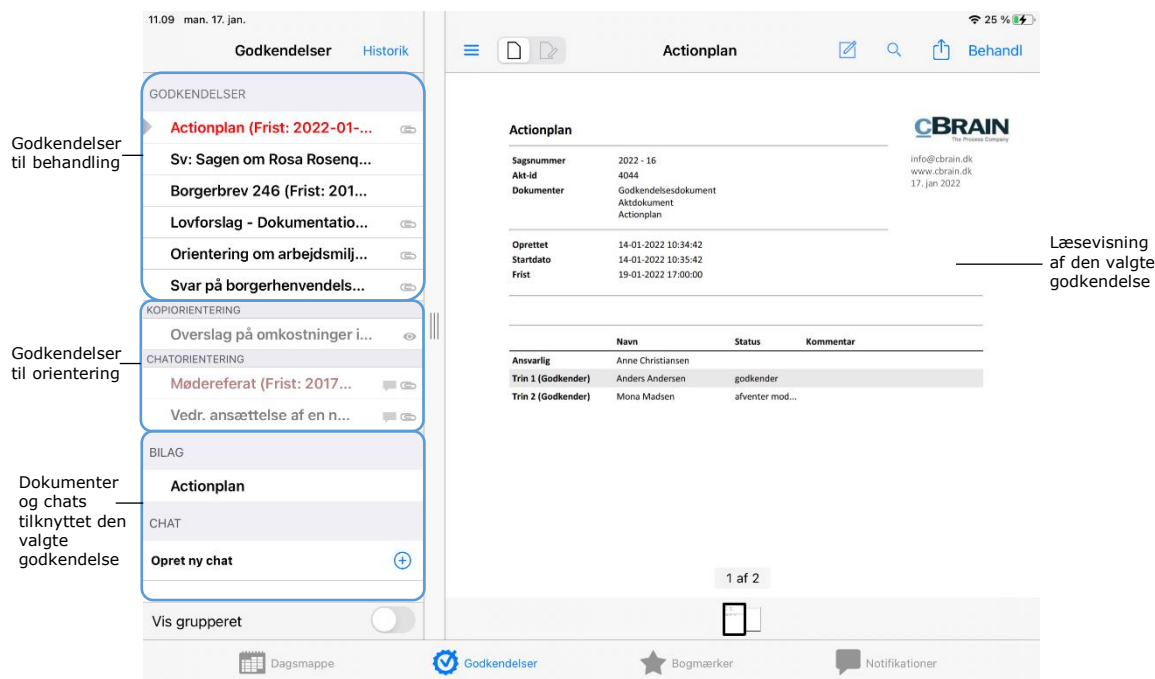 11.09 man. 17. jan.
25 %
Godkendelser Historik
Actionplan
Behandl
GODKENDELSER
Actionplan (Frist: 2022-01-...
Sv: Sagen om Rosa Rosenq...
Borgerbrev 246 (Frist: 201...
Lovforslag - Dokumentatio...
Orientering om arbejdsmilj...
Svar på borgerhenvendels...
KOPIORIENTERING
Overslag på omkostninger i...
CHATORIENTERING
Mødereferat (Frist: 2017...
Vedr. ansættelse af en n...
BILAG
Actionplan
CHAT
Opret ny chat
Vis grupperet
Godkendelser
til behandling
Godkendelser
til orientering
Dokumenter
og chats
tilknyttet den
valgte
godkendelse
Actionplan
CBRAIN
The Process Company
info@cbrain.dk
www.cbrain.dk
17. jan 2022
Sagsnummer 2022 - 16
Akt-id 4044
Dokumenter Godkendelsesdokument
Aktdokument
Actionplan
Oprettet 14-01-2022 10:34:42
Startdato 14-01-2022 10:35:42
Frist 19-01-2022 17:00:00
Navn Status Kommentar
Ansvarlig Anne Christiansen
Trin 1 (Godkender) Anders Andersen godkender
Trin 2 (Godkender) Mona Madsen afventer mod...
Læsevisning
af den valgte
godkendelse
1 af 2
Dagsmappe Godkendelser Bogmærker Notifikationer